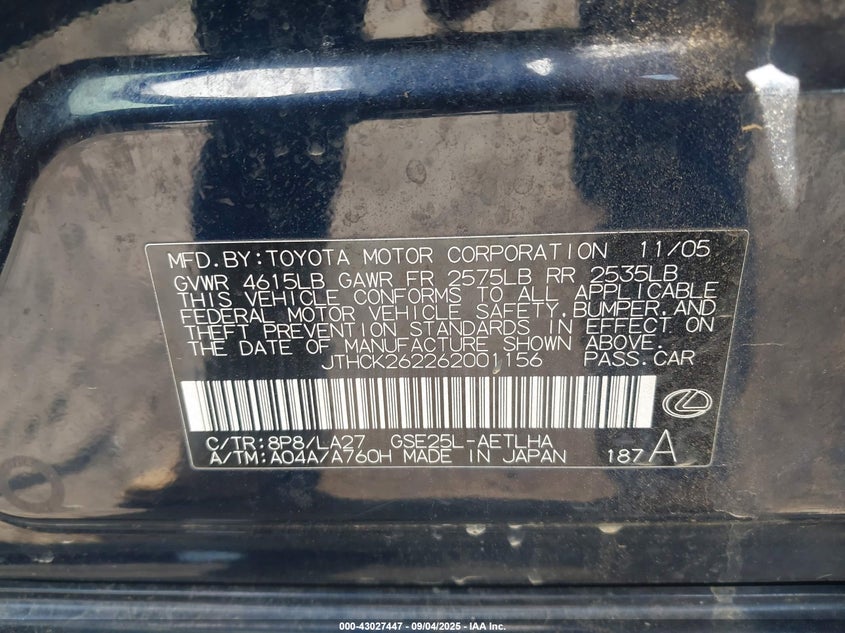 MFD. BY: TOYOTA MOTOR CORPORATION 11/05
GVWR 4615LB GAWR FR 2575LB RR 2535LB
THIS VEHICLE CONFORMS TO ALL APPLICABLE
FEDERAL MOTOR VEHICLE SAFETY, BUMPER, AND
THEFT PREVENTION STANDARDS IN EFFECT ON
THE DATE OF MANUFACTURE SHOWN ABOVE.
JTHCK262262001156 PASS. CAR
C/TR: 8P8/LA27 GSE25L-AETLHA
A/TM: A04A/A760H MADE IN JAPAN 187 A
000-43027447 - 09/04/2025 - IAA Inc.